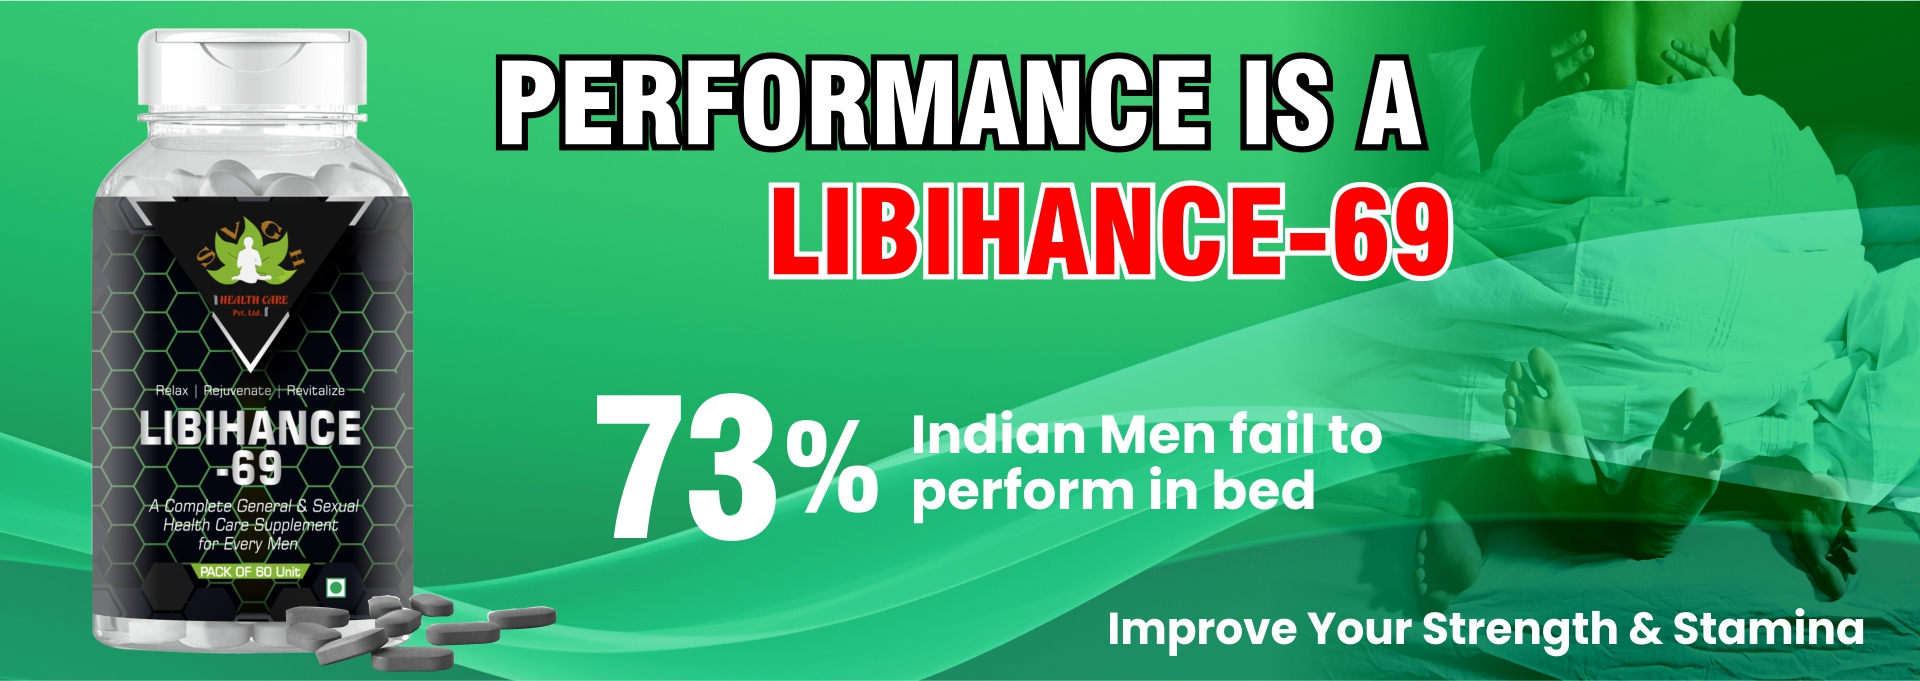 PERFORMANCE IS A
LIBIHANCE-69
73% Indian Men fail to
perform in bed
Improve Your Strength & Stamina
SVGH
HEALTH CARE
Pvt. Ltd.
Relax | Rejuvenate | Revitalize
LIBIHANCE
-69
A Complete General & Sexual
Health Care Supplement
for Every Men
PACK OF 60 Unit